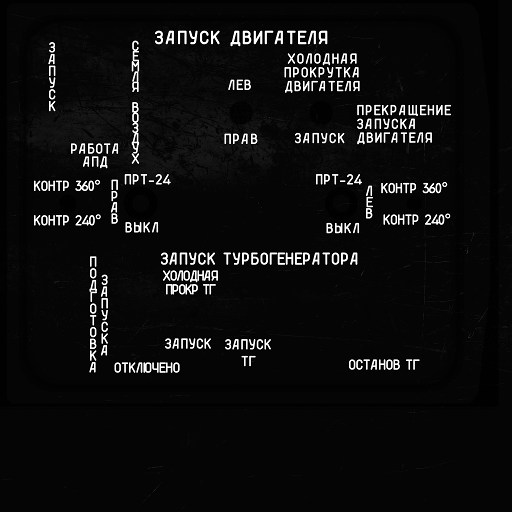 ЗАПУСК ДВИГАТЕЛЯ
ЗАПУСК
СЕМЛЯ ВОЗДУХ
ХОЛОДНАЯ
ПРОКРУТКА
ДВИГАТЕЛЯ
ЛЕВ
ПРЕКРАЩЕНИЕ
ЗАПУСКА
ДВИГАТЕЛЯ
ПРАВ
ЗАПУСК
РАБОТА
АПД
ПРТ-24
ПРТ-24
КОНТР 360°
ПРАВ
ЛЕВ
КОНТР 360°
КОНТР 240°
КОНТР 240°
ВЫКЛ
ВЫКЛ
ЗАПУСК ТУРБОГЕНЕРАТОРА
ПОДГОТОВКА
ЗАПУСКА
ХОЛОДНАЯ
ПРОКР ТГ
ЗАПУСК
ЗАПУСК
ТГ
ОТКЛЮЧЕНО
ОСТАНОВ ТГ